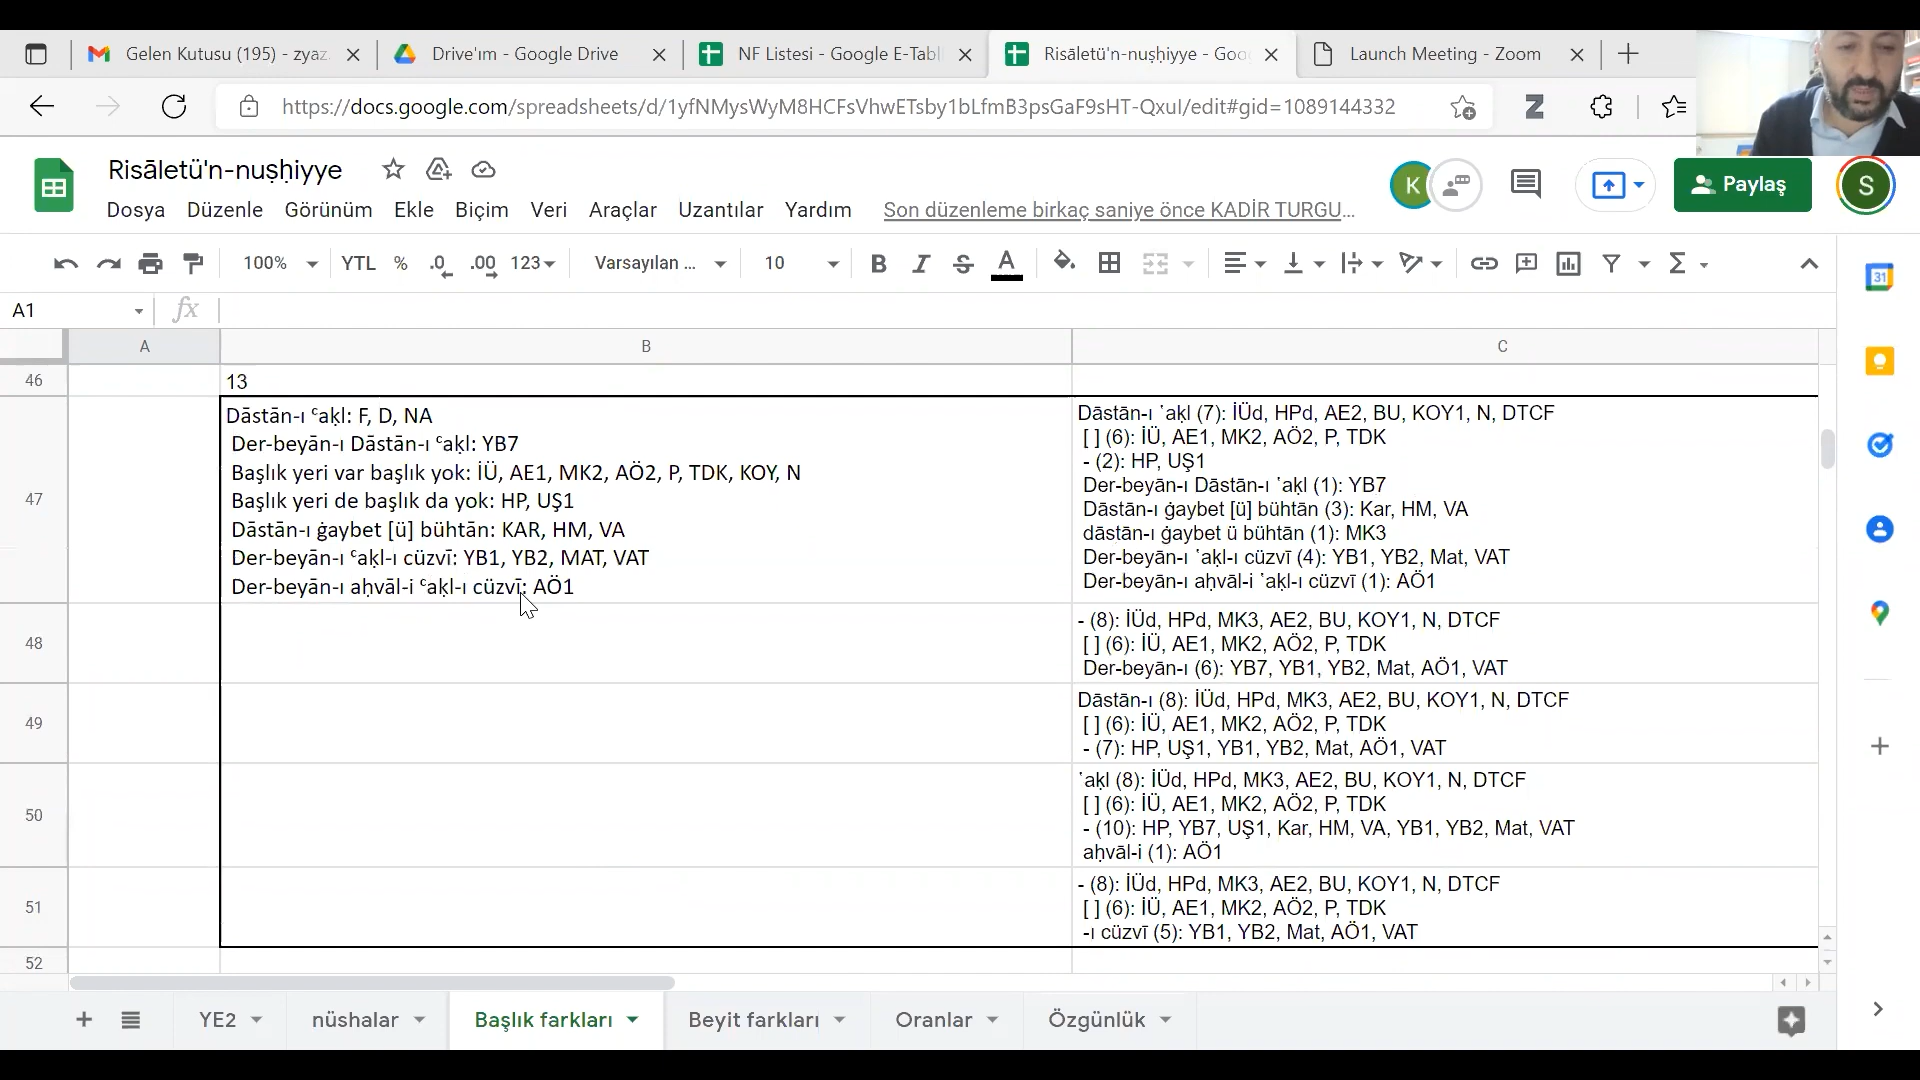 Gelen Kutusu (195) - zyaz
Drive'ım - Google Drive
NF Listesi - Google E-Tabl
Risāletü'n-nuṣḥiyye - Goo
Launch Meeting - Zoom
https://docs.google.com/spreadsheets/d/1yfNMysWyM8HCFsVhwETsby1bLfmB3psGaF9sHT-QxuI/edit#gid=1089144332
Risāletü'n-nuṣḥiyye
K
Paylaş
S
Dosya Düzenle Görünüm Ekle Biçim Veri Araçlar Uzantılar Yardım Son düzenleme birkaç saniye önce KADİR TURGU...
100% YTL % .0 .00 123 Varsayılan ... 10 B I S A Σ
31
A1 fx
A B C
46 13
47
Dāstān-ı ʿaḳl: F, D, NA
Der-beyān-ı Dāstān-ı ʿaḳl: YB7
Başlık yeri var başlık yok: İÜ, AE1, MK2, AÖ2, P, TDK, KOY, N
Başlık yeri de başlık da yok: HP, UŞ1
Dāstān-ı ġaybet [ü] bühtān: KAR, HM, VA
Der-beyān-ı ʿaḳl-ı cüzvī: YB1, YB2, MAT, VAT
Der-beyān-ı aḥvāl-i ʿaḳl-ı cüzvī: AÖ1
Dāstān-ı ʽaḳl (7): İÜd, HPd, AE2, BU, KOY1, N, DTCF
[ ] (6): İÜ, AE1, MK2, AÖ2, P, TDK
- (2): HP, UŞ1
Der-beyān-ı Dāstān-ı ʽaḳl (1): YB7
Dāstān-ı ġaybet [ü] bühtān (3): Kar, HM, VA
dāstān-ı ġaybet ü bühtān (1): MK3
Der-beyān-ı ʽaḳl-ı cüzvī (4): YB1, YB2, Mat, VAT
Der-beyān-ı aḥvāl-i ʽaḳl-ı cüzvī (1): AÖ1
48
- (8): İÜd, HPd, MK3, AE2, BU, KOY1, N, DTCF
[ ] (6): İÜ, AE1, MK2, AÖ2, P, TDK
Der-beyān-ı (6): YB7, YB1, YB2, Mat, AÖ1, VAT
49
Dāstān-ı (8): İÜd, HPd, MK3, AE2, BU, KOY1, N, DTCF
[ ] (6): İÜ, AE1, MK2, AÖ2, P, TDK
- (7): HP, UŞ1, YB1, YB2, Mat, AÖ1, VAT
50
ʽaḳl (8): İÜd, HPd, MK3, AE2, BU, KOY1, N, DTCF
[ ] (6): İÜ, AE1, MK2, AÖ2, P, TDK
- (10): HP, YB7, UŞ1, Kar, HM, VA, YB1, YB2, Mat, VAT
aḥvāl-i (1): AÖ1
51
- (8): İÜd, HPd, MK3, AE2, BU, KOY1, N, DTCF
[ ] (6): İÜ, AE1, MK2, AÖ2, P, TDK
-ı cüzvī (5): YB1, YB2, Mat, AÖ1, VAT
52
YE2 nüshalar Başlık farkları Beyit farkları Oranlar Özgünlük